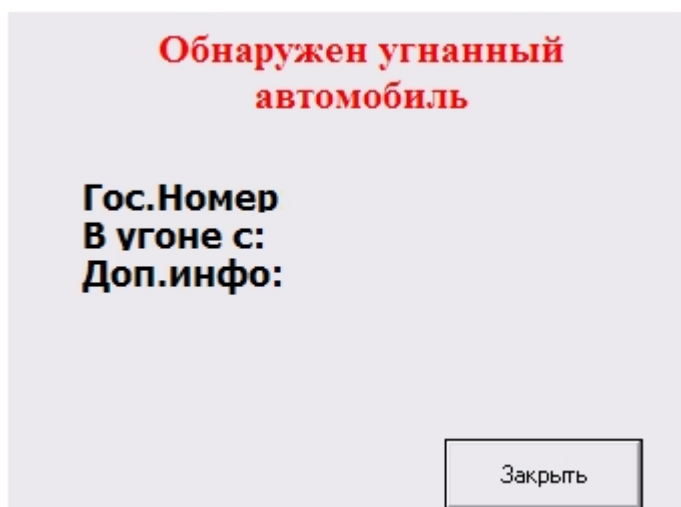 Обнаружен угнанный
автомобиль
Гос.Номер
В угоне с:
Доп.инфо:
Закрыть